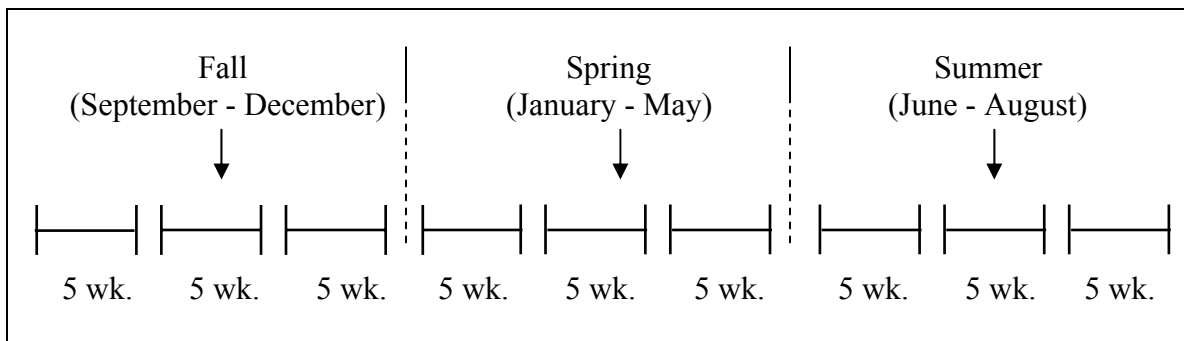 Fall
(September - December)
Spring
(January - May)
Summer
(June - August)
5 wk.
5 wk.
5 wk.
5 wk.
5 wk.
5 wk.
5 wk.
5 wk.
5 wk.